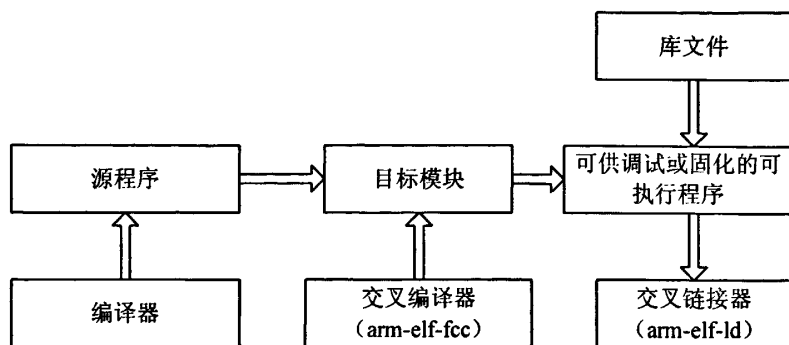 库文件
源程序
目标模块
可供调试或固化的可
执行程序
编译器
交叉编译器
(arm-elf-fcc)
交叉链接器
(arm-elf-ld)